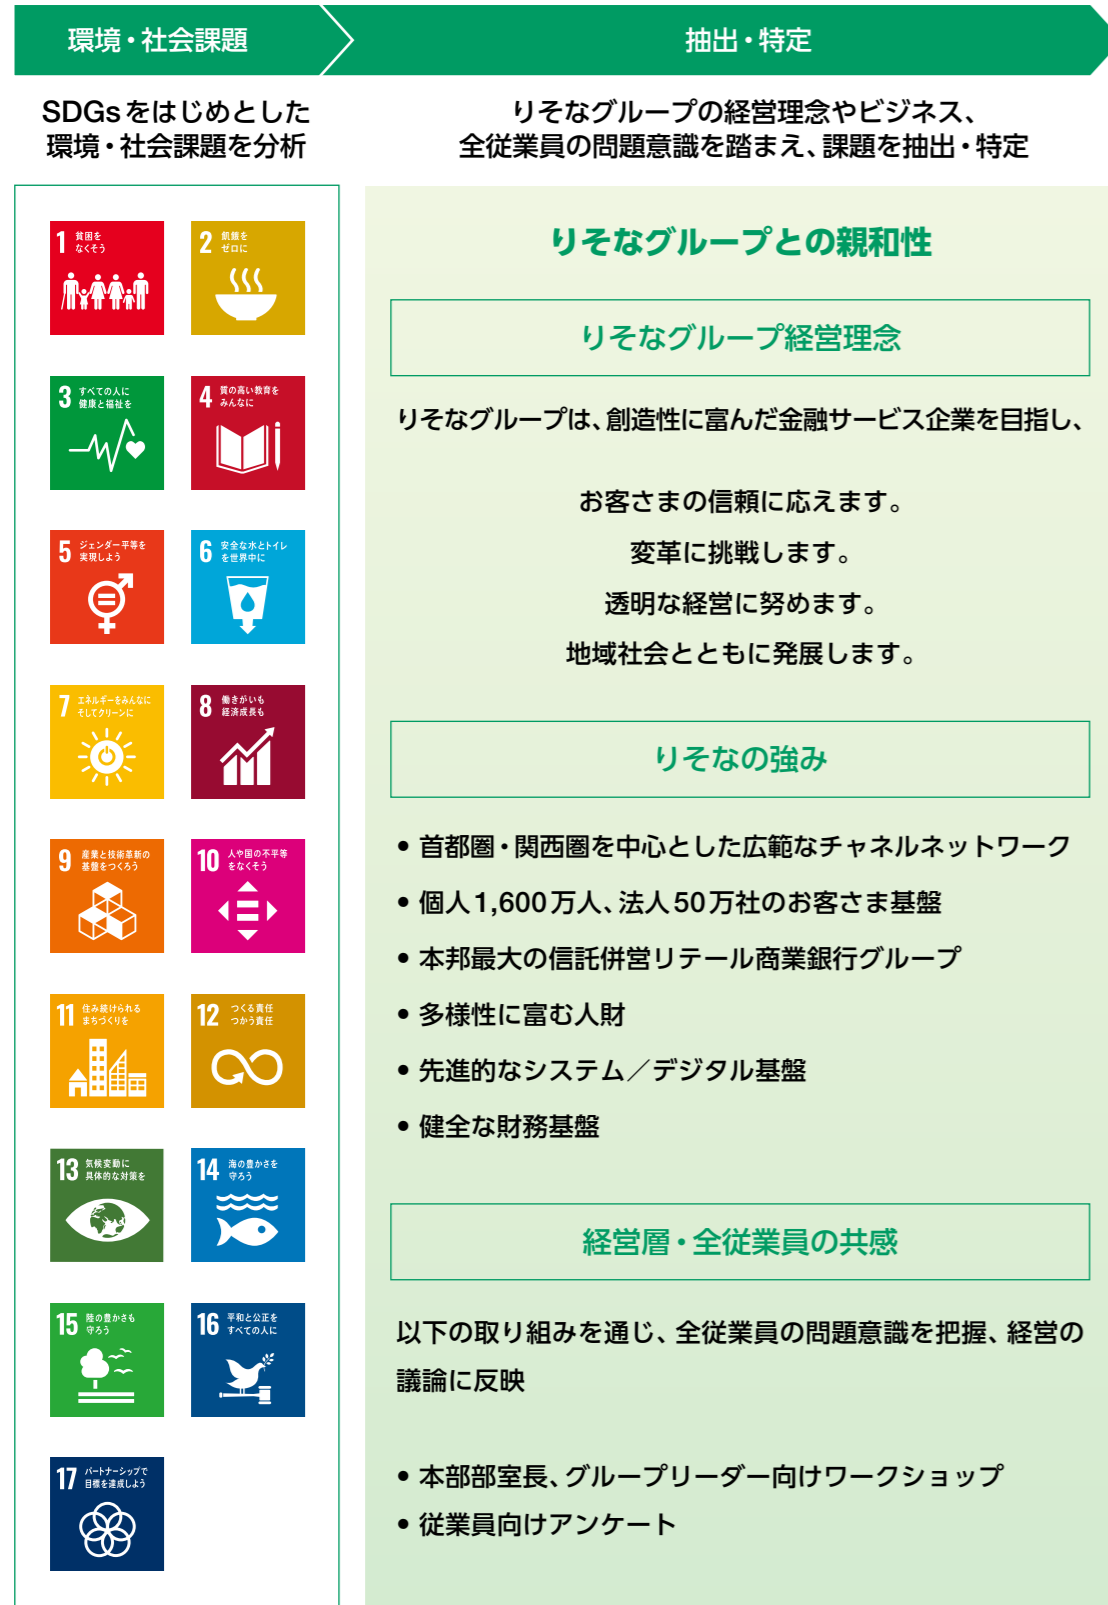 環境・社会課題
抽出・特定
SDGsをはじめとした
環境・社会課題を分析
りそなグループの経営理念やビジネス、
全従業員の問題意識を踏まえ、課題を抽出・特定
1 貧困を
なくそう
2 飢餓を
ゼロに
3 すべての人に
健康と福祉を
4 質の高い教育を
みんなに
5 ジェンダー平等を
実現しよう
6 安全な水とトイレ
を世界中に
7 エネルギーをみんなに
そしてクリーンに
8 働きがいも
経済成長も
9 産業と技術革新の
基盤をつくろう
10 人や国の不平等
をなくそう
11 住み続けられる
まちづくりを
12 つくる責任
つかう責任
13 気候変動に
具体的な対策を
14 海の豊かさを
守ろう
15 陸の豊かさも
守ろう
16 平和と公正を
すべての人に
17 パートナーシップで
目標を達成しよう
りそなグループとの親和性
りそなグループ経営理念
りそなグループは、創造性に富んだ金融サービス企業を目指し、
お客さまの信頼に応えます。
変革に挑戦します。
透明な経営に努めます。
地域社会とともに発展します。
りそなの強み
• 首都圏・関西圏を中心とした広範なチャネルネットワーク
• 個人1,600万人、法人50万社のお客さま基盤
• 本邦最大の信託併営リテール商業銀行グループ
• 多様性に富む人財
• 先進的なシステム／デジタル基盤
• 健全な財務基盤
経営層・全従業員の共感
以下の取り組みを通じ、全従業員の問題意識を把握、経営の
議論に反映
• 本部部室長、グループリーダー向けワークショップ
• 従業員向けアンケート